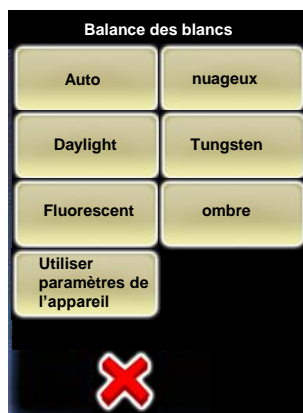 Balance des blancs
Auto
nuageux
Daylight
Tungsten
Fluorescent
ombre
Utiliser
paramètres de
l'appareil